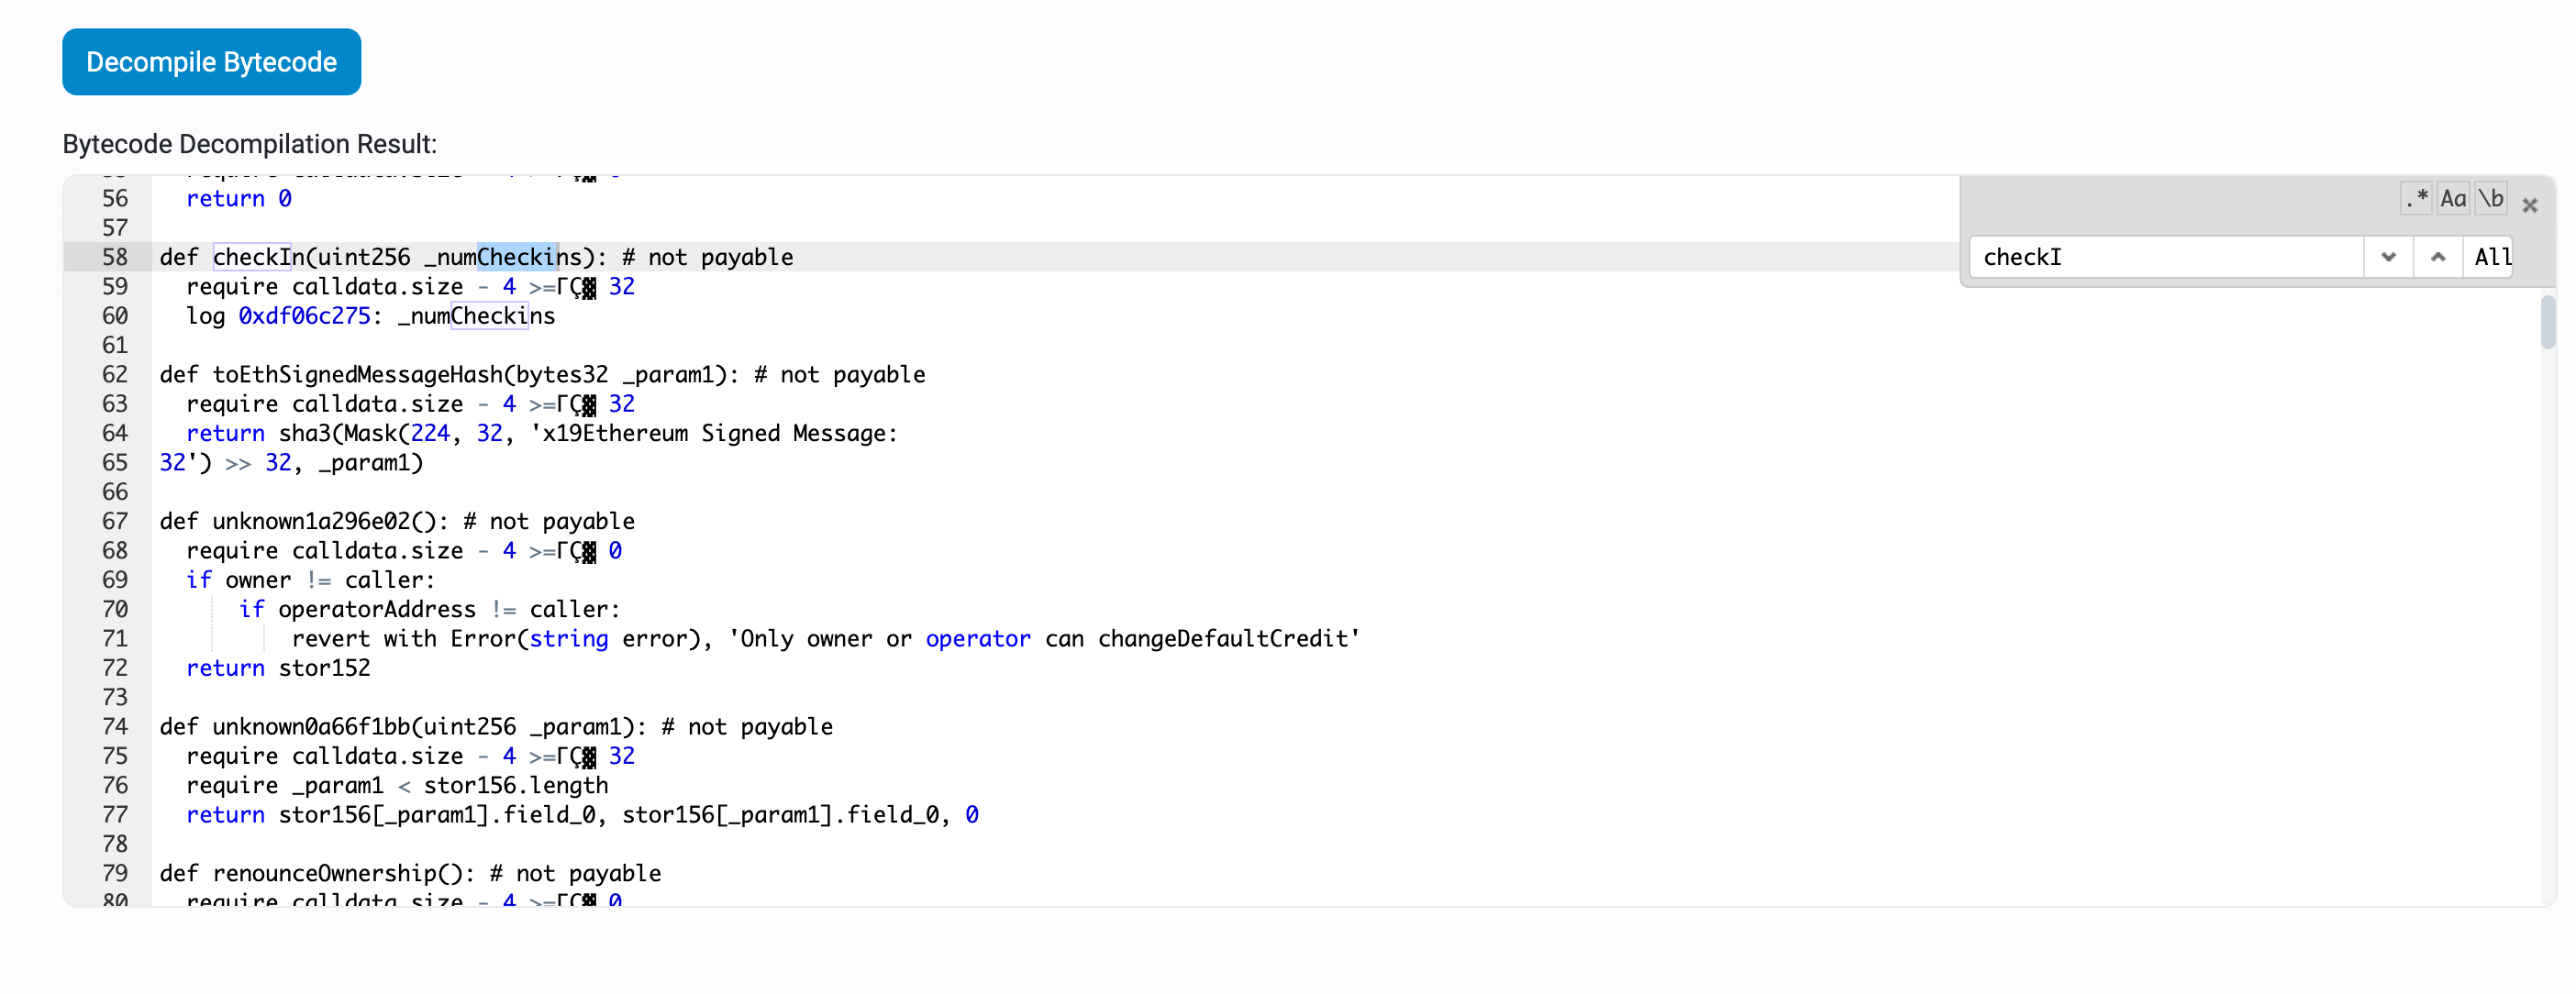 Decompile Bytecode
Bytecode Decompilation Result:
56 return 0
57
58 def checkIn(uint256 _numCheckins): # not payable
59 require calldata.size - 4 >=ΓÇ▓ 32
60 log 0xdf06c275: _numCheckins
61
62 def toEthSignedMessageHash(bytes32 _param1): # not payable
63 require calldata.size - 4 >=ΓÇ▓ 32
64 return sha3(Mask(224, 32, 'x19Ethereum Signed Message:
65 32') >> 32, _param1)
66
67 def unknown1a296e02(): # not payable
68 require calldata.size - 4 >=ΓÇ▓ 0
69 if owner != caller:
70 if operatorAddress != caller:
71 revert with Error(string error), 'Only owner or operator can changeDefaultCredit'
72 return stor152
73
74 def unknown0a66f1bb(uint256 _param1): # not payable
75 require calldata.size - 4 >=ΓÇ▓ 32
76 require _param1 < stor156.length
77 return stor156[_param1].field_0, stor156[_param1].field_0, 0
78
79 def renounceOwnership(): # not payable
80 require calldata.size - 4 >=ΓÇ▓ 0
.* Aa \b ×
checkI All